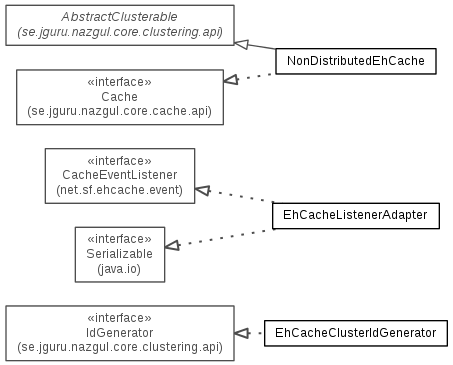 AbstractClusterable
(se.jguru.nazgul.core.clustering.api)
NonDistributedEhCache
«interface»
Cache
(se.jguru.nazgul.core.cache.api)
«interface»
CacheEventListener
(net.sf.ehcache.event)
EhCacheListenerAdapter
«interface»
Serializable
(java.io)
«interface»
IdGenerator
(se.jguru.nazgul.core.clustering.api)
EhCacheClusterIdGenerator